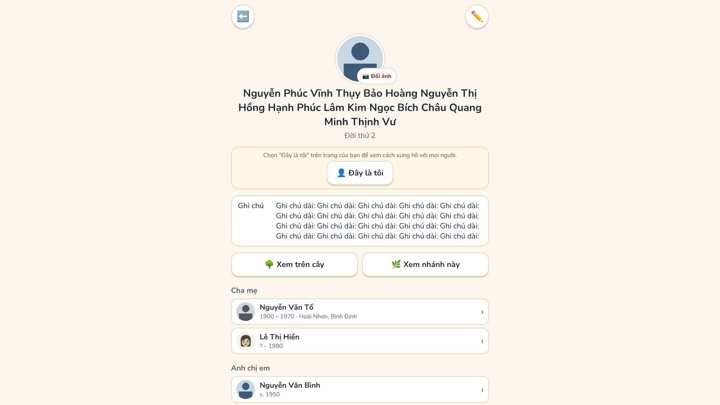 Đổi ảnh
Nguyễn Phúc Vĩnh Thụy Bảo Hoàng Nguyễn Thị
Hồng Hạnh Phúc Lâm Kim Ngọc Bích Châu Quang
Minh Thịnh Vư
Đời thứ 2
Chọn "Đây là tôi" trên trang của bạn để xem cách xưng hô với mọi người.
Đây là tôi
Ghi chú
Ghi chú dài; Ghi chú dài; Ghi chú dài; Ghi chú dài; Ghi chú dài;
Ghi chú dài; Ghi chú dài; Ghi chú dài; Ghi chú dài; Ghi chú dài;
Ghi chú dài; Ghi chú dài; Ghi chú dài; Ghi chú dài; Ghi chú dài;
Ghi chú dài; Ghi chú dài; Ghi chú dài; Ghi chú dài; Ghi chú dài;
Xem trên cây
Xem nhánh này
Cha mẹ
Nguyễn Văn Tổ
1900 – 1970 · Hoài Nhơn, Bình Định
Lê Thị Hiền
? – 1980
Anh chị em
Nguyễn Văn Bình
s. 1950